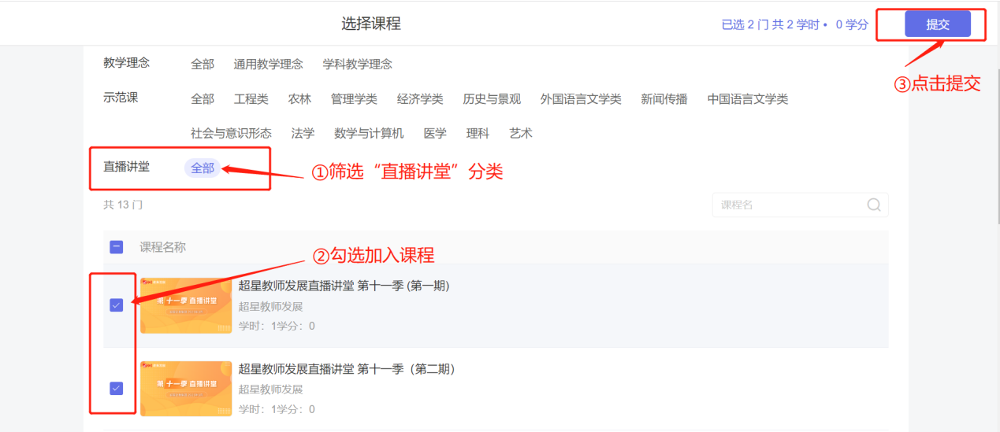 选择课程
已选 2 门 共 2 学时 • 0 学分
提交
教学理念 全部 通用教学理念 学科教学理念
③点击提交
示范课 全部 工程类 农林 管理学类 经济学类 历史与景观 外国语言文学类 新闻传播 中国语言文学类
社会与意识形态 法学 数学与计算机 医学 理科 艺术
直播讲堂 全部
①筛选“直播讲堂”分类
共 13 门
课程名
课程名称
②勾选加入课程
第十一季 直播讲堂
超星教师发展直播讲堂 第十一季 (第一期)
超星教师发展
学时：1学分：0
第十一季 直播讲堂
超星教师发展直播讲堂 第十一季（第二期）
超星教师发展
学时：1学分：0